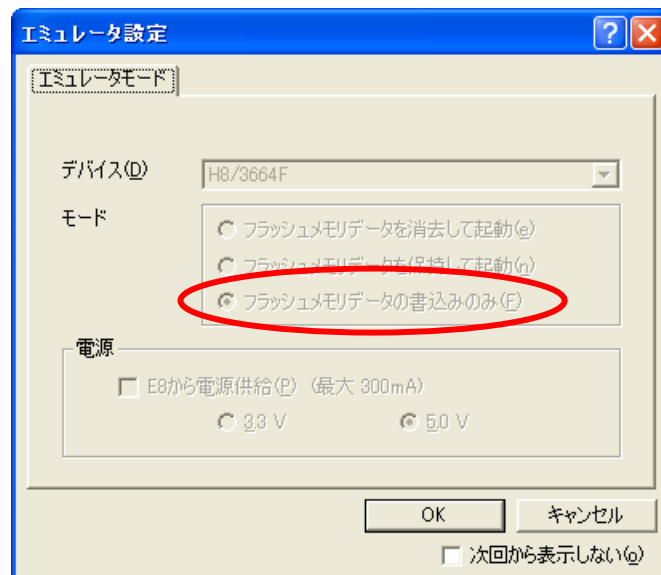 エミュレータ設定
エミュレータモード
デバイス(D)
H8/3664F
モード
フラッシュメモリデータを消去して起動(e)
フラッシュメモリデータを保持して起動(n)
フラッシュメモリデータの書込みのみ(F)
電源
E8から電源供給(P) (最大 300mA)
3.3 V
5.0 V
OK
キャンセル
次回から表示しない(o)